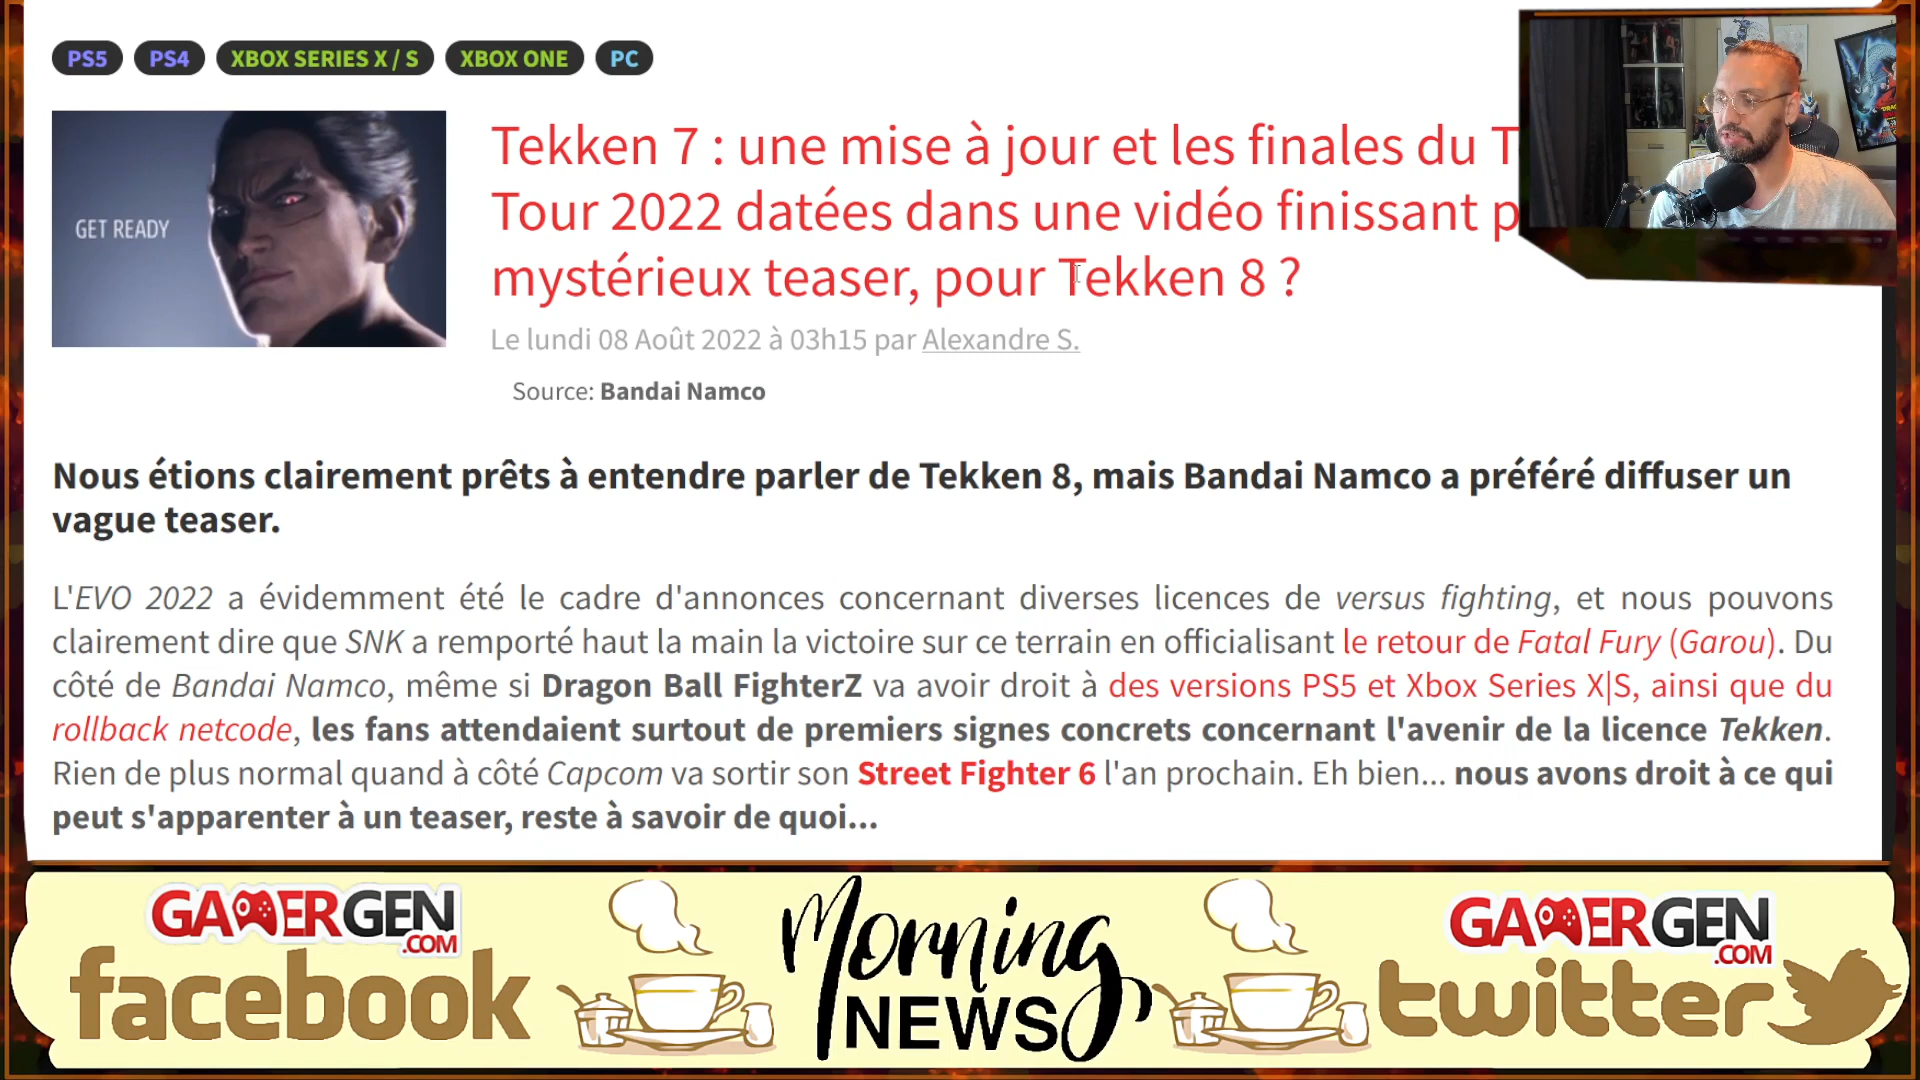 PS5 PS4 XBOX SERIES X / S XBOX ONE PC
GET READY
Tekken 7 : une mise à jour et les finales du T
Tour 2022 datées dans une vidéo finissant p
mystérieux teaser, pour Tekken 8 ?
Le lundi 08 Août 2022 à 03h15 par Alexandre S.
Source: Bandai Namco
Nous étions clairement prêts à entendre parler de Tekken 8, mais Bandai Namco a préféré diffuser un
vague teaser.
L'EVO 2022 a évidemment été le cadre d'annonces concernant diverses licences de versus fighting, et nous pouvons
clairement dire que SNK a remporté haut la main la victoire sur ce terrain en officialisant le retour de Fatal Fury (Garou). Du
côté de Bandai Namco, même si Dragon Ball FighterZ va avoir droit à des versions PS5 et Xbox Series X|S, ainsi que du
rollback netcode, les fans attendaient surtout de premiers signes concrets concernant l'avenir de la licence Tekken.
Rien de plus normal quand à côté Capcom va sortir son Street Fighter 6 l'an prochain. Eh bien... nous avons droit à ce qui
peut s'apparenter à un teaser, reste à savoir de quoi...
GAMERGEN
.COM
facebook
Morning
NEWS
GAMERGEN
.COM
twitter